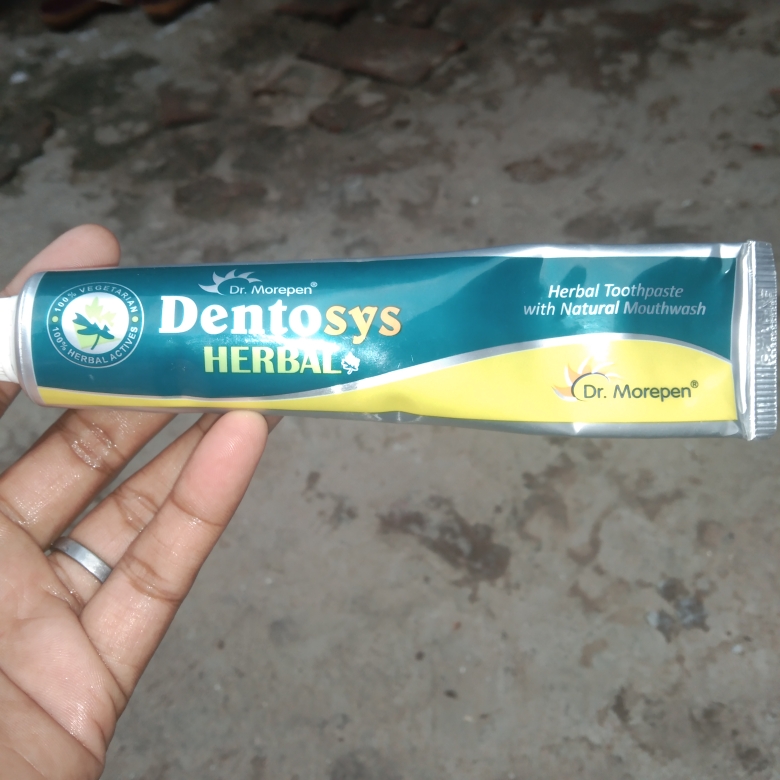 100% VEGETARIAN
100% HERBAL ACTIVES
Dr. Morepen®
Dentosys
HERBAL
Herbal Toothpaste
with Natural Mouthwash
Dr. Morepen®